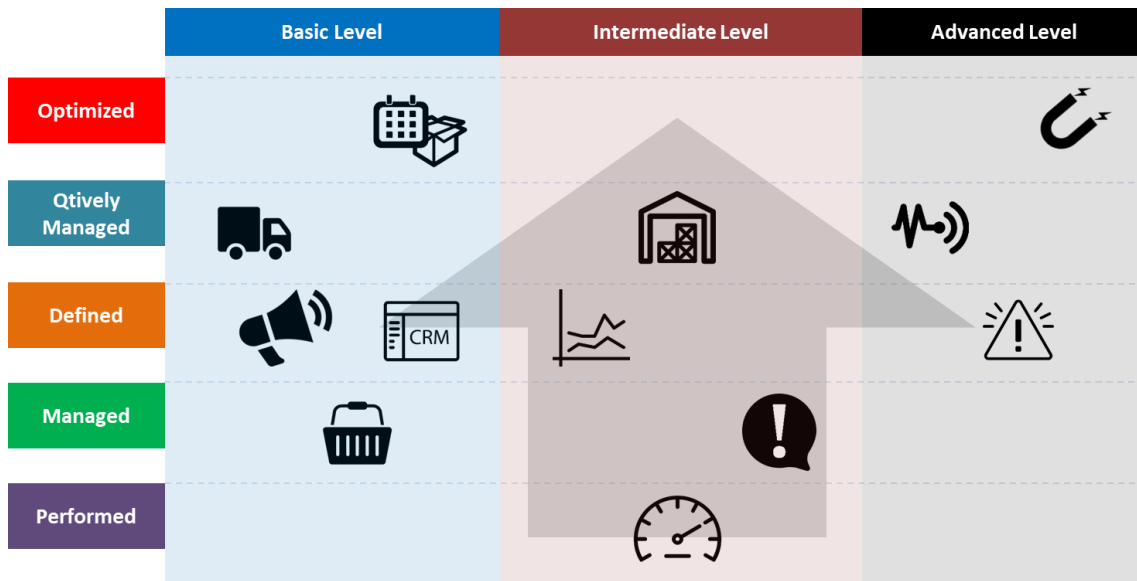 Basic Level
Intermediate Level
Advanced Level
Optimized
Qtively
Managed
Defined
CRM
Managed
Performed